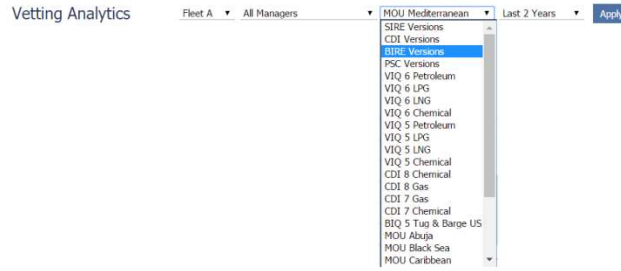 Vetting Analytics Fleet A All Managers MOU Mediterranean Last 2 Years Apply
SIRE Versions
CDI Versions
BIRE Versions
PSC Versions
VIQ 6 Petroleum
VIQ 6 LPG
VIQ 6 LNG
VIQ 6 Chemical
VIQ 5 Petroleum
VIQ 5 LPG
VIQ 5 LNG
VIQ 5 Chemical
CDI 8 Chemical
CDI 8 Gas
CDI 7 Gas
CDI 7 Chemical
BIQ 5 Tug & Barge US
MOU Abuja
MOU Black Sea
MOU Caribbean